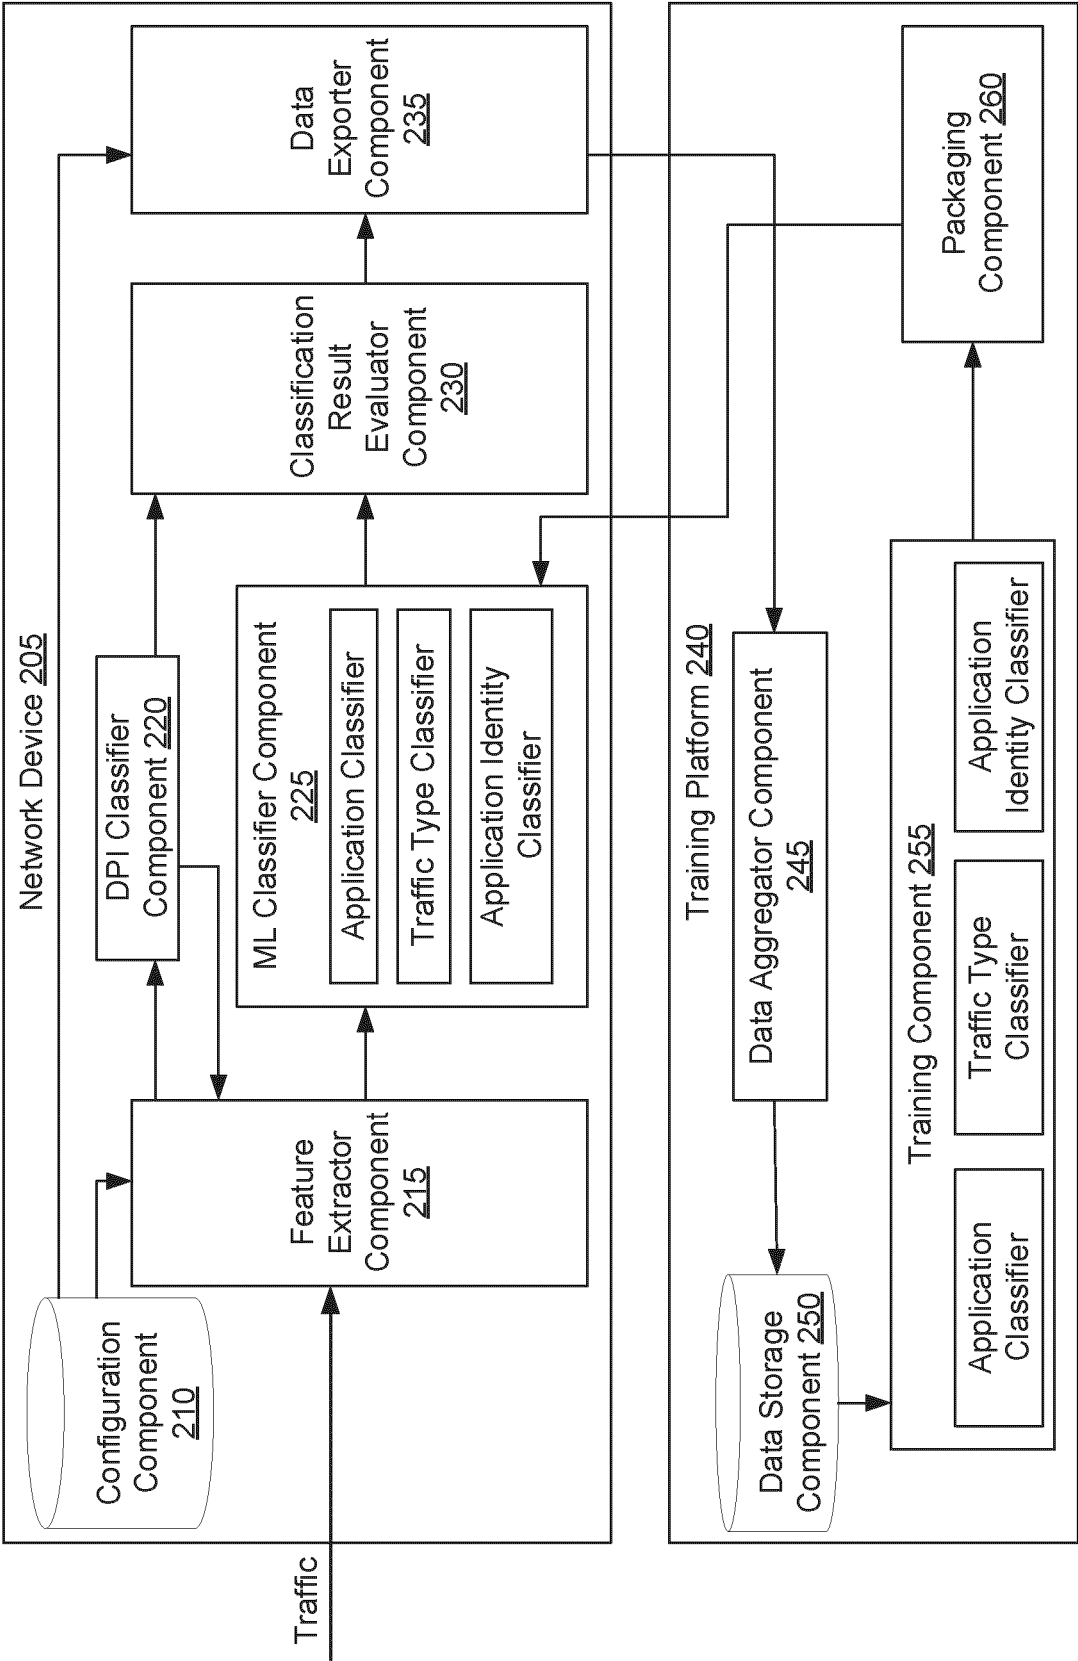 Network Device 205
Configuration
Component
210
Traffic
Feature
Extractor
Component
215
DPI Classifier
Component 220
ML Classifier Component
225
Application Classifier
Traffic Type Classifier
Application Identity
Classifier
Classification
Result
Evaluator
Component
230
Data
Exporter
Component
235
Training Platform 240
Data Aggregator Component
245
Data Storage
Component 250
Training Component 255
Application
Classifier
Traffic Type
Classifier
Application
Identity Classifier
Packaging
Component 260